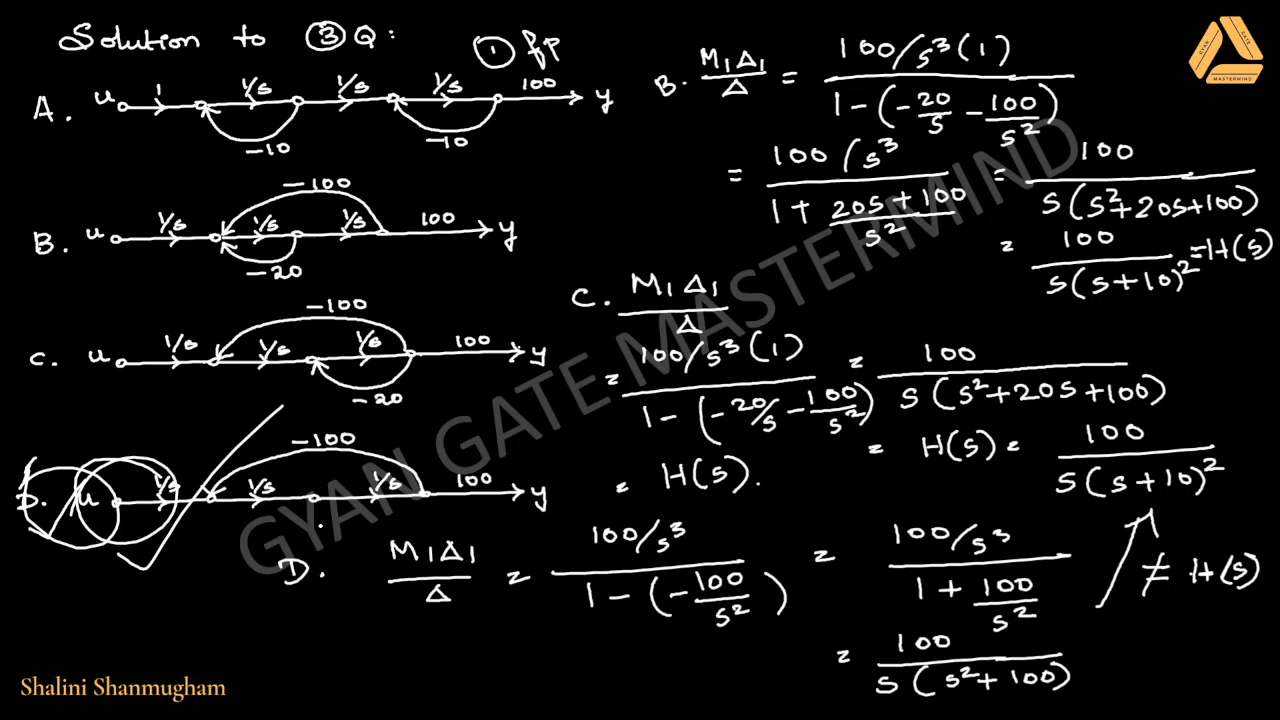 Solution to ③ Q:
① fp
A. u 1 1/s 1/s 1/s 100 y
-10 -10
-100
B. u 1/s 1/s 1/s 100 y
-20
-100
C. u 1/s 1/s 1/s 100 y
-20
-100
D. u 1/s 1/s 1/s 100 y
B. M₁Δ₁/Δ = 100/s³ (1) / 1 - (-20/s - 100/s²)
= 100/s³ / 1 + 20s+100/s² = 100 / s(s²+20s+100)
= 100 / s(s+10)² = H(s)
C. M₁Δ₁/Δ
= 100/s³ (1) / 1 - (-20/s - 100/s²) = 100 / s(s²+20s+100)
= H(s). = H(s) = 100 / s(s+10)²
D. M₁Δ₁/Δ = 100/s³ / 1 - (-100/s²) = 100/s³ / 1 + 100/s² ≠ H(s)
= 100 / s(s²+100)
GYAN GATE MASTERMIND
GYAN GATE
MASTERMIND
Shalini Shanmugham